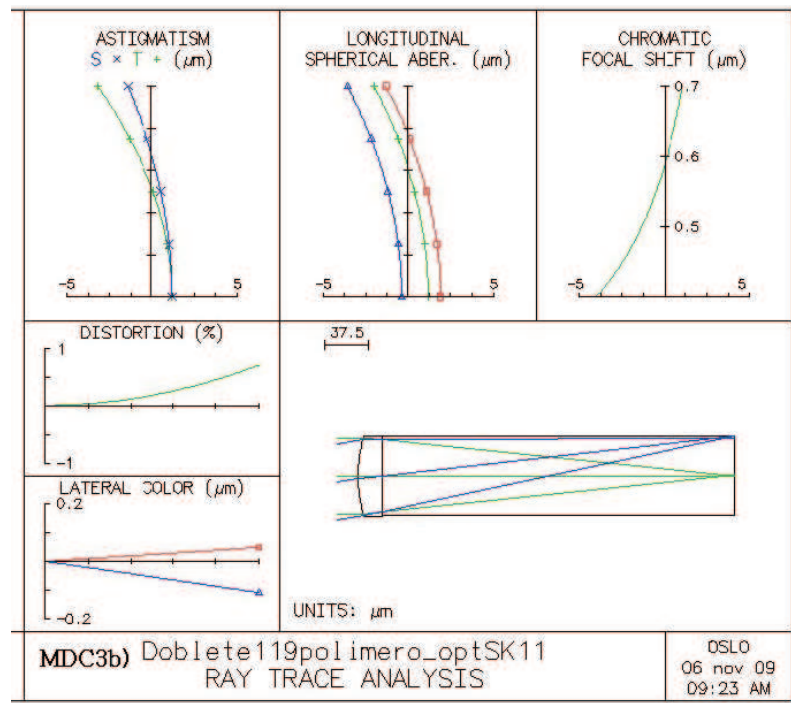 ASTIGMATISM
S × T + (µm)
-5 5
LONGITUDINAL
SPHERICAL ABER. (µm)
-5 5
CHROMATIC
FOCAL SHIFT (µm)
0.7
0.6
0.5
-5 5
DISTORTION (%)
1
-1
LATERAL COLOR (µm)
0.2
-0.2
37.5
UNITS: µm
MDC3b) Doblete119polimero_optSK11
RAY TRACE ANALYSIS
OSLO
06 nov 09
09:23 AM